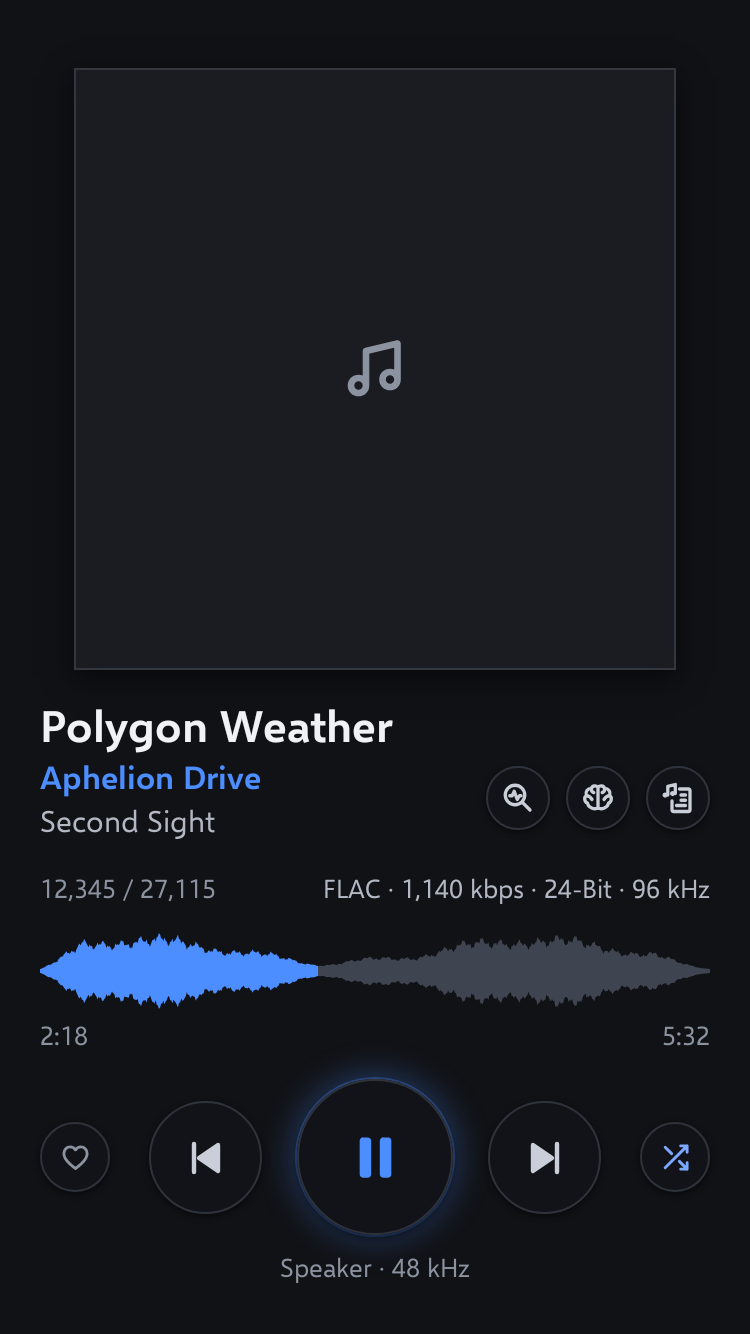 Polygon Weather
Aphelion Drive
Second Sight
12,345 / 27,115
FLAC · 1,140 kbps · 24-Bit · 96 kHz
2:18
5:32
Speaker · 48 kHz